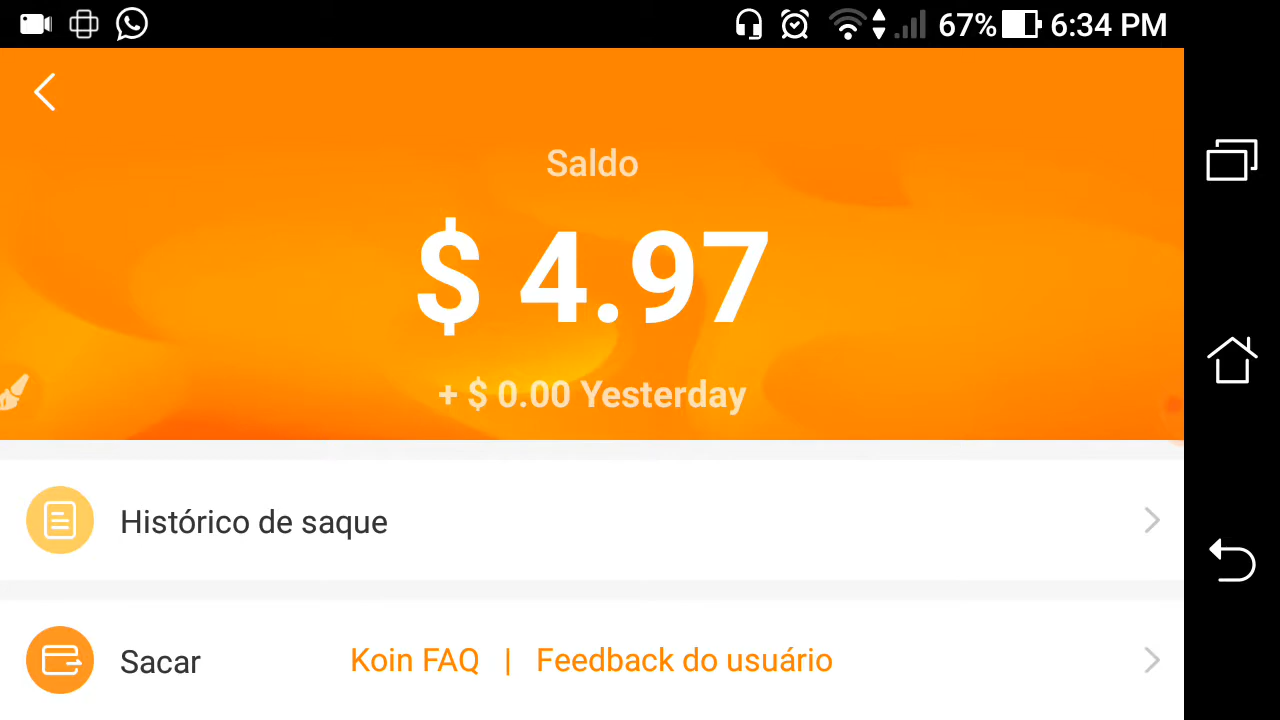 67% 6:34 PM
Saldo
$ 4.97
+ $ 0.00 Yesterday
Histórico de saque
Sacar Koin FAQ | Feedback do usuário